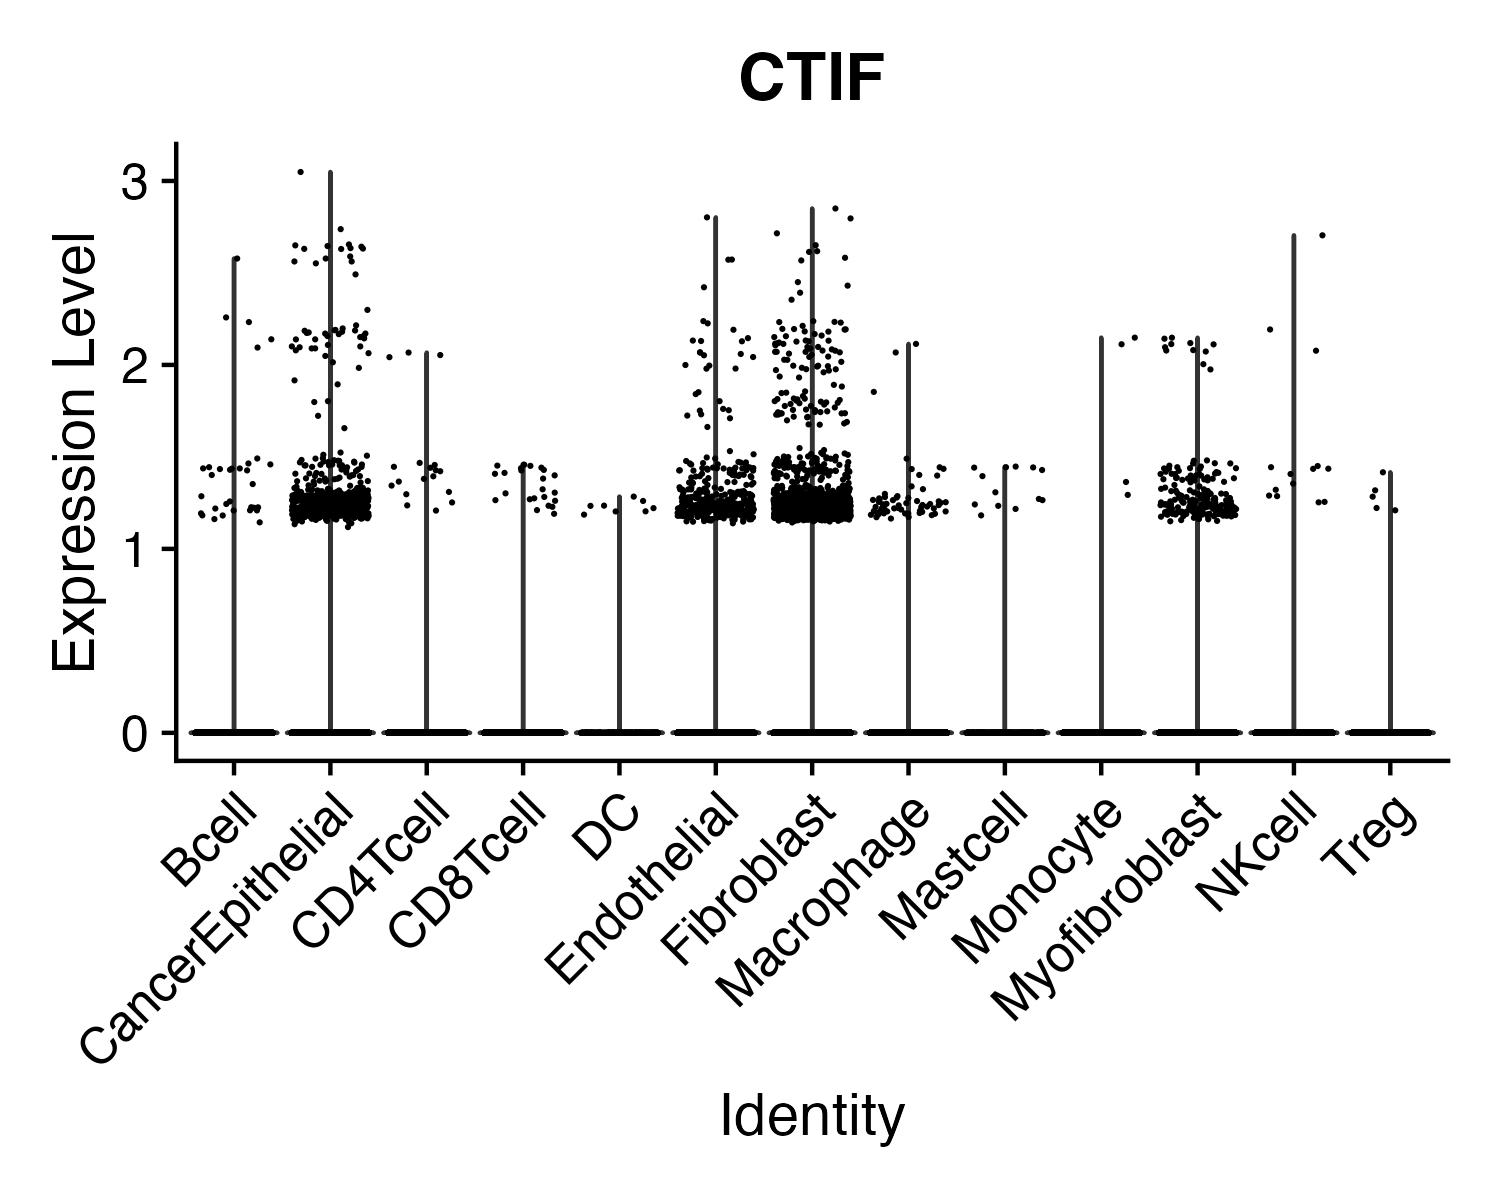 CTIF
Expression Level
3
2
1
0
Bcell
CancerEpithelial
CD4Tcell
CD8Tcell
DC
Endothelial
Fibroblast
Macrophage
Mastcell
Monocyte
Myofibroblast
NKcell
Treg
Identity